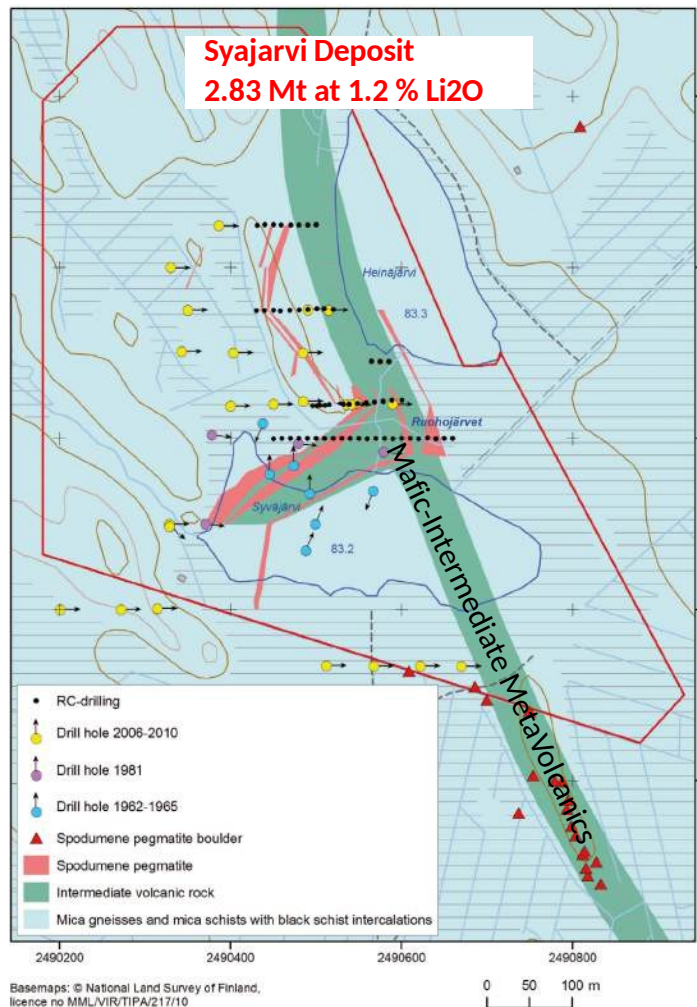 Syajarvi Deposit
2.83 Mt at 1.2 % Li2O
Heinäjärvi
83.3
Ruohojärvet
Syväjärvi
83.2
Mafic-Intermediate MetaVolcanics
RC-drilling
Drill hole 2006-2010
Drill hole 1981
Drill hole 1962-1965
Spodumene pegmatite boulder
Spodumene pegmatite
Intermediate volcanic rock
Mica gneisses and mica schists with black schist intercalations
2490200 2490400 2490600 2490800
Basemaps: © National Land Survey of Finland,
licence no MML/VIR/TIPA/217/10
0 50 100 m